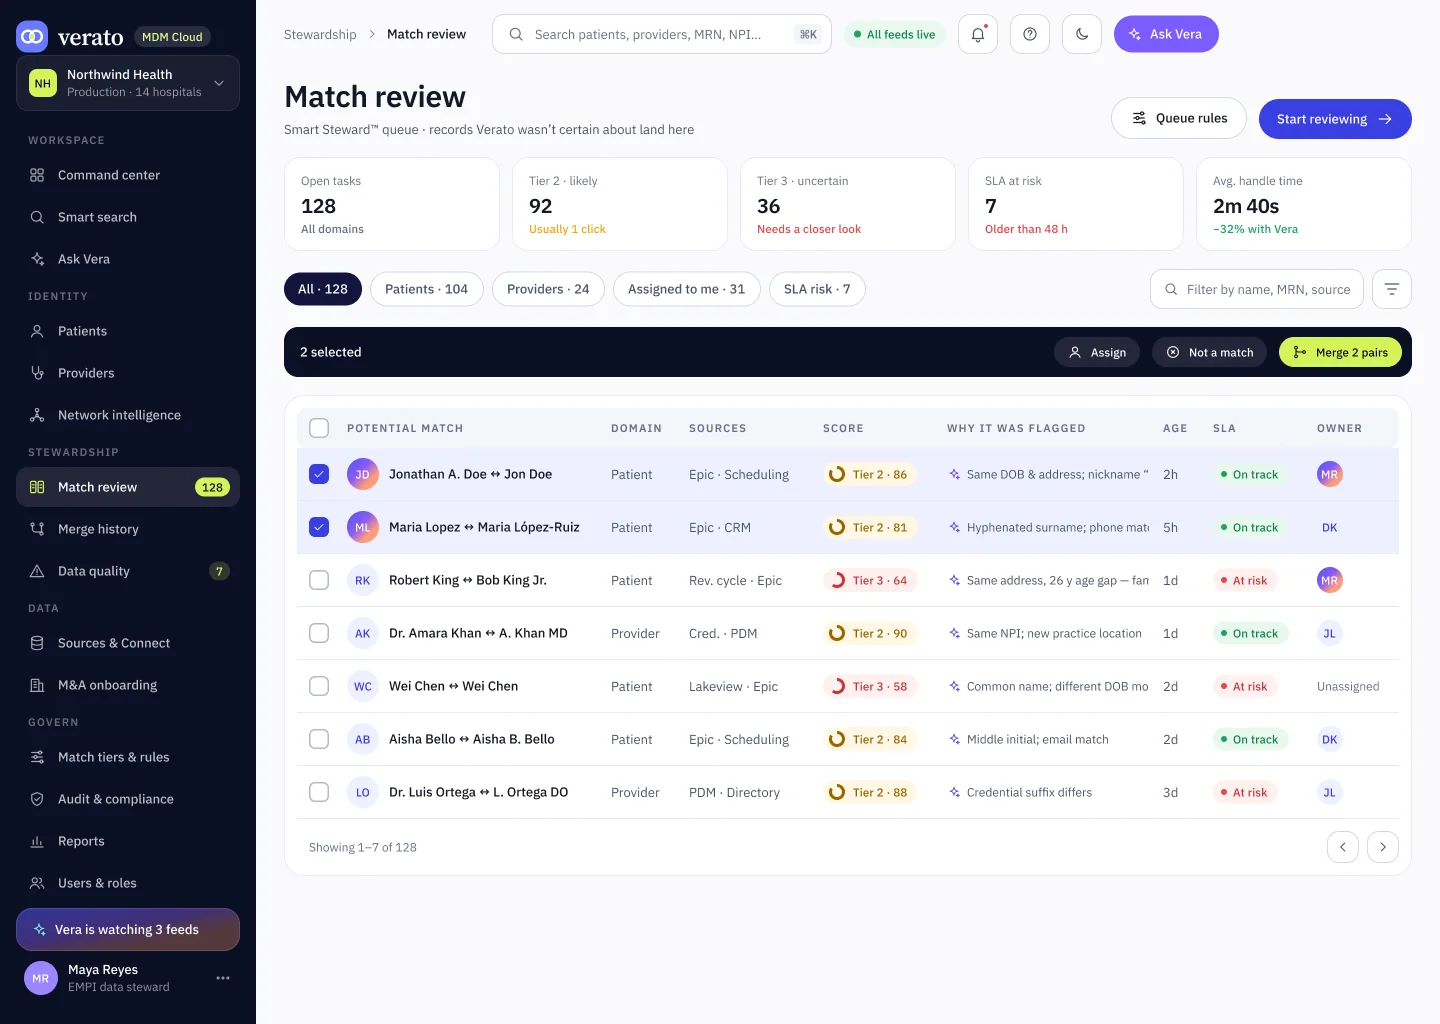 verato MDM Cloud
NH Northwind Health
Production · 14 hospitals
WORKSPACE
Command center
Smart search
Ask Vera
IDENTITY
Patients
Providers
Network intelligence
STEWARDSHIP
Match review 128
Merge history
Data quality 7
DATA
Sources & Connect
M&A onboarding
GOVERN
Match tiers & rules
Audit & compliance
Reports
Users & roles
Vera is watching 3 feeds
MR Maya Reyes
EMPI data steward
Stewardship > Match review
Search patients, providers, MRN, NPI... ⌘K
All feeds live
Ask Vera
Match review
Smart Steward™ queue · records Verato wasn't certain about land here
Queue rules
Start reviewing
Open tasks
128
All domains
Tier 2 · likely
92
Usually 1 click
Tier 3 · uncertain
36
Needs a closer look
SLA at risk
7
Older than 48 h
Avg. handle time
2m 40s
−32% with Vera
All · 128
Patients · 104
Providers · 24
Assigned to me · 31
SLA risk · 7
Filter by name, MRN, source
2 selected
Assign
Not a match
Merge 2 pairs
POTENTIAL MATCH DOMAIN SOURCES SCORE WHY IT WAS FLAGGED AGE SLA OWNER
JD Jonathan A. Doe ↔ Jon Doe Patient Epic · Scheduling Tier 2 · 86 Same DOB & address; nickname " 2h On track MR
ML Maria Lopez ↔ Maria López-Ruiz Patient Epic · CRM Tier 2 · 81 Hyphenated surname; phone matc 5h On track DK
RK Robert King ↔ Bob King Jr. Patient Rev. cycle · Epic Tier 3 · 64 Same address, 26 y age gap — fam 1d At risk MR
AK Dr. Amara Khan ↔ A. Khan MD Provider Cred. · PDM Tier 2 · 90 Same NPI; new practice location 1d On track JL
WC Wei Chen ↔ Wei Chen Patient Lakeview · Epic Tier 3 · 58 Common name; different DOB mo 2d At risk Unassigned
AB Aisha Bello ↔ Aisha B. Bello Patient Epic · Scheduling Tier 2 · 84 Middle initial; email match 2d On track DK
LO Dr. Luis Ortega ↔ L. Ortega DO Provider PDM · Directory Tier 2 · 88 Credential suffix differs 3d At risk JL
Showing 1–7 of 128